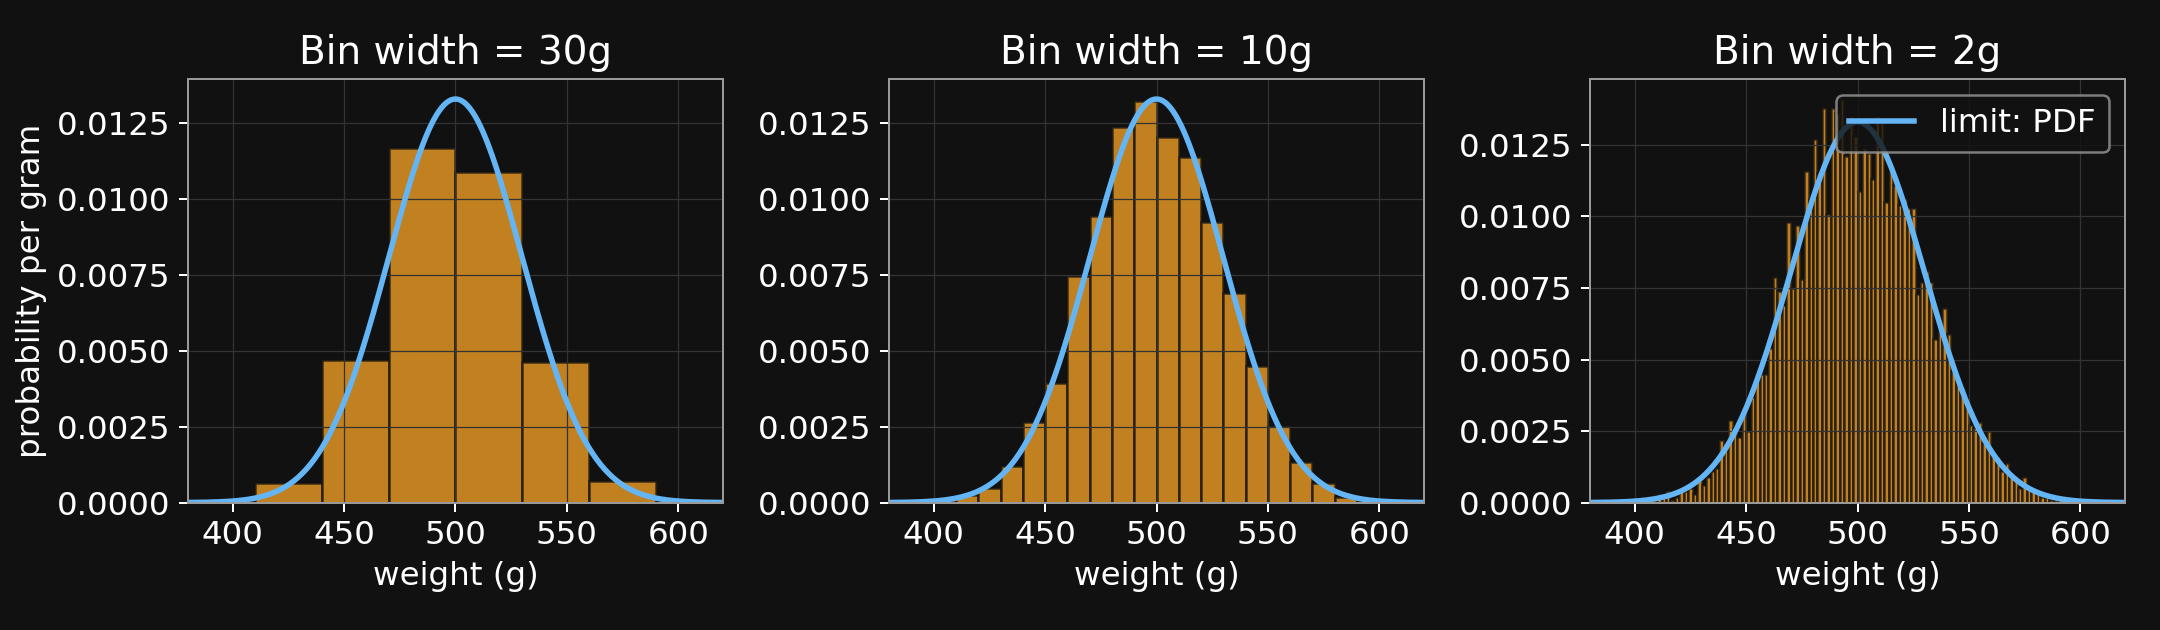 Bin width = 30g
probability per gram
0.0125
0.0100
0.0075
0.0050
0.0025
0.0000
400 450 500 550 600
weight (g)
Bin width = 10g
0.0125
0.0100
0.0075
0.0050
0.0025
0.0000
400 450 500 550 600
weight (g)
Bin width = 2g
limit: PDF
0.0125
0.0100
0.0075
0.0050
0.0025
0.0000
400 450 500 550 600
weight (g)